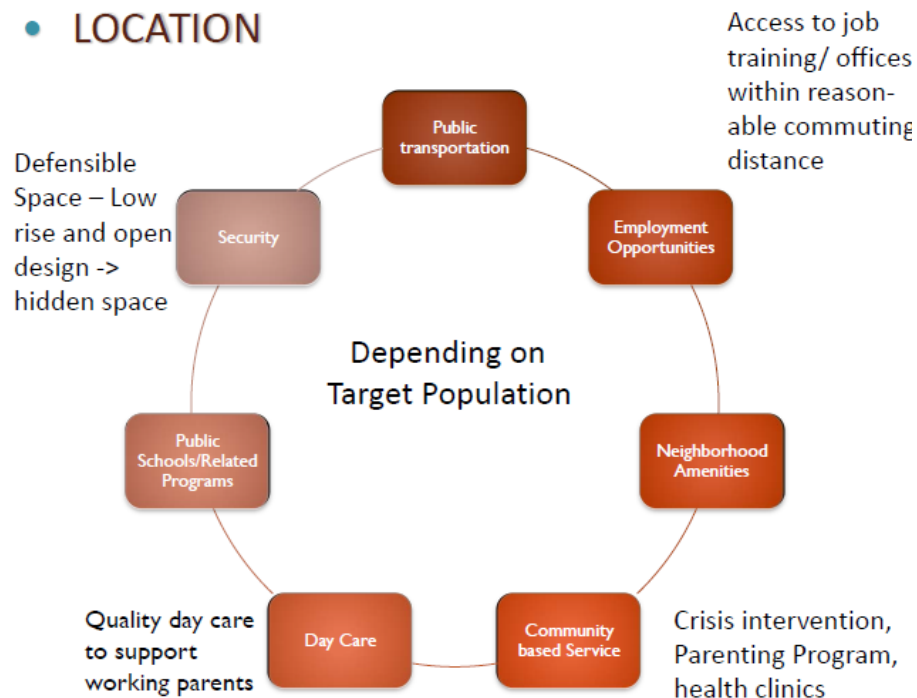 • LOCATION
Public
transportation
Access to job
training/ offices
within reason-
able commuting
distance
Employment
Opportunities
Defensible
Space – Low
rise and open
design ->
hidden space
Security
Depending on
Target Population
Neighborhood
Amenities
Public
Schools/Related
Programs
Quality day care
to support
working parents
Day Care
Community
based Service
Crisis intervention,
Parenting Program,
health clinics